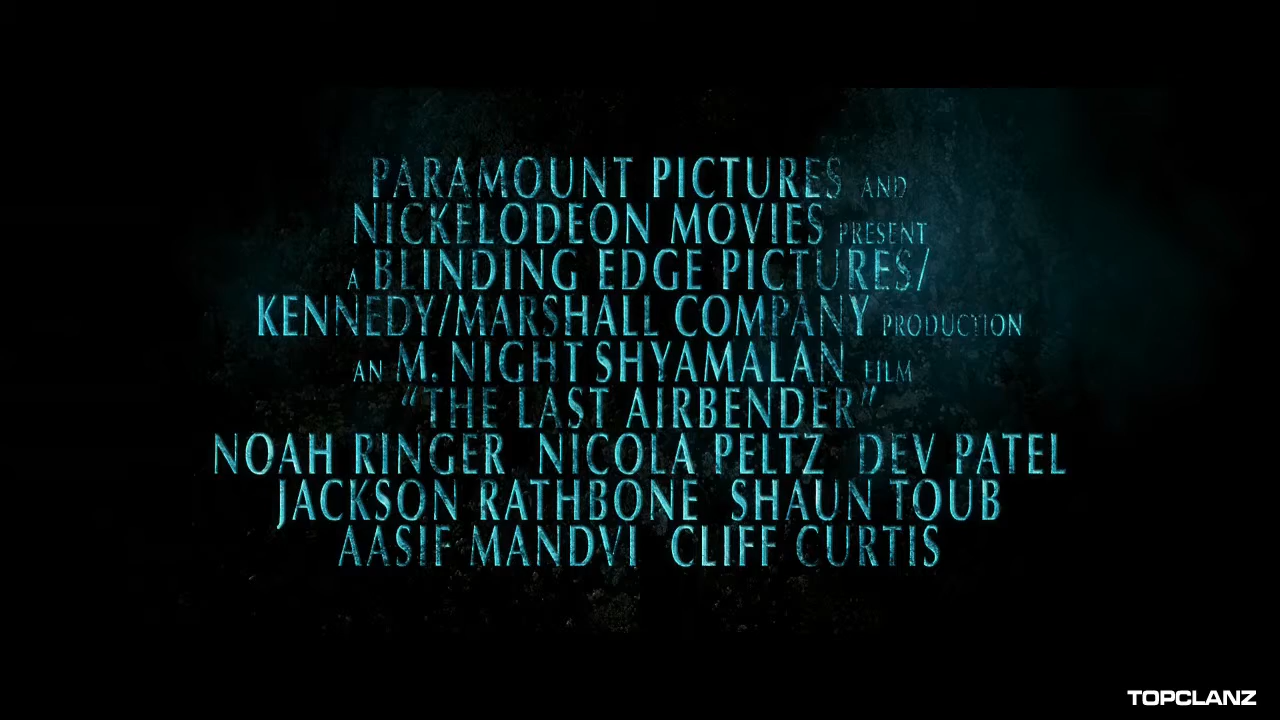 PARAMOUNT PICTURES AND
NICKELODEON MOVIES PRESENT
A BLINDING EDGE PICTURES/
KENNEDY/MARSHALL COMPANY PRODUCTION
AN M. NIGHT SHYAMALAN FILM
“THE LAST AIRBENDER”
NOAH RINGER NICOLA PELTZ DEV PATEL
JACKSON RATHBONE SHAUN TOUB
AASIF MANDVI CLIFF CURTIS
TOPCLANZ